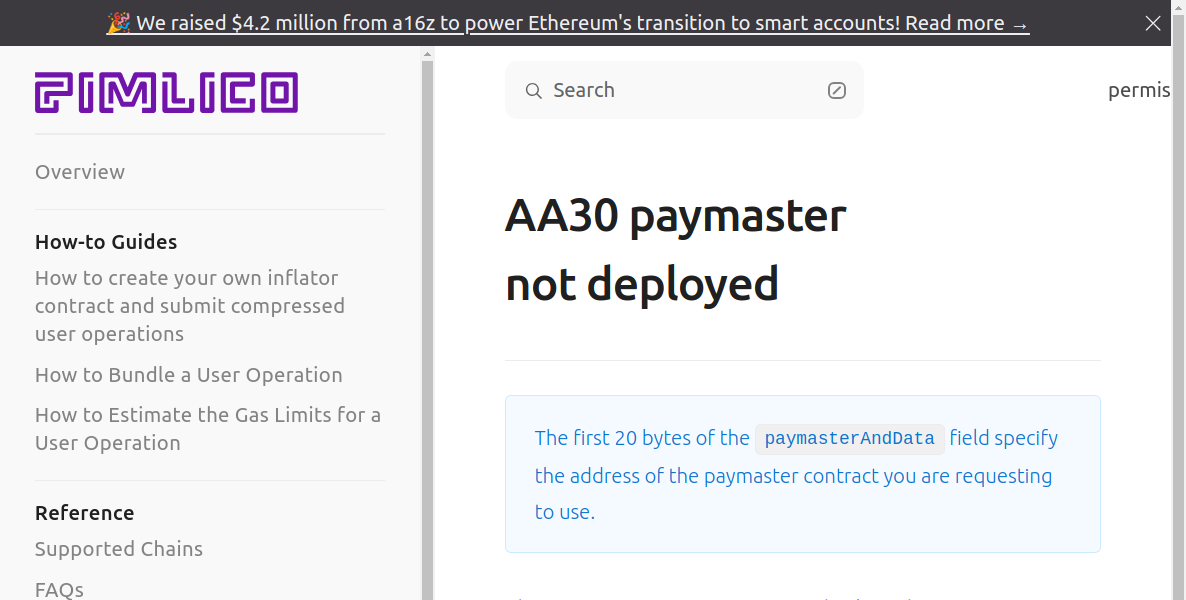 🎉 We raised $4.2 million from a16z to power Ethereum's transition to smart accounts! Read more →
PIMLICO
Search
permis
Overview
How-to Guides
How to create your own inflator
contract and submit compressed
user operations
How to Bundle a User Operation
How to Estimate the Gas Limits for a
User Operation
Reference
Supported Chains
FAQs
AA30 paymaster
not deployed
The first 20 bytes of the paymasterAndData field specify
the address of the paymaster contract you are requesting
to use.